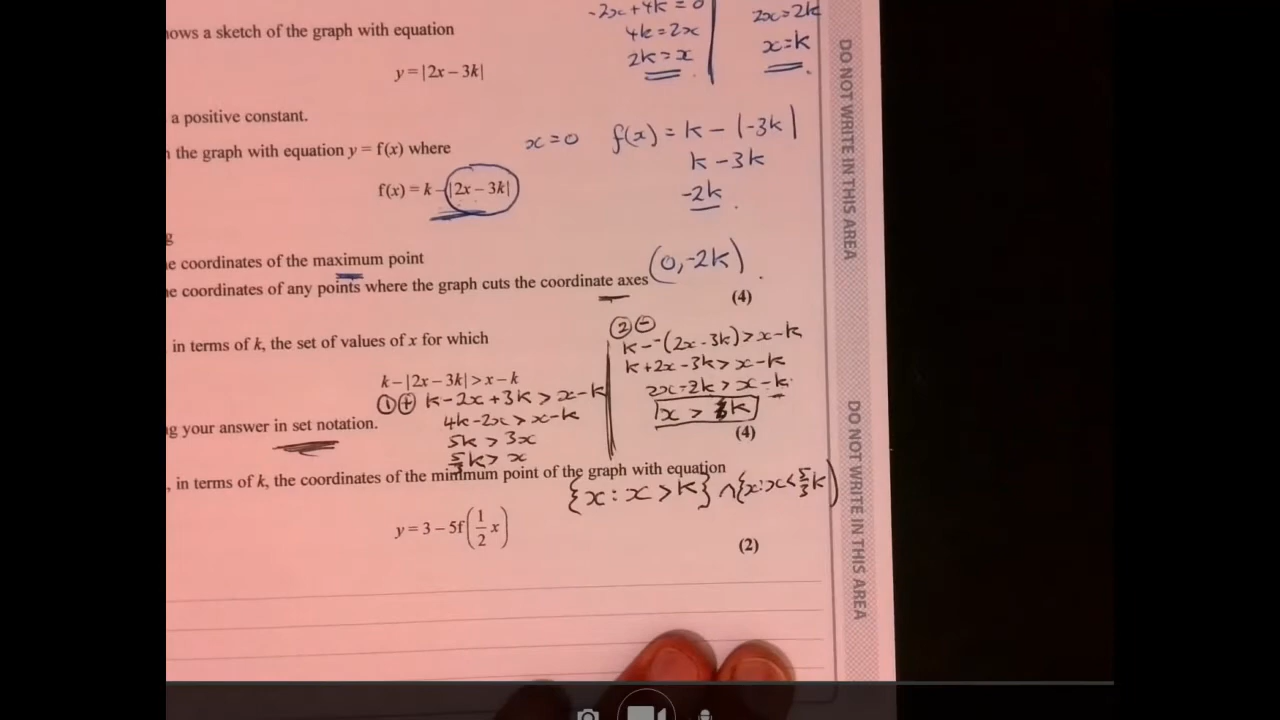 -2x+4k=0
4k=2x
2k=x
2x=2k
x=k
ows a sketch of the graph with equation
y = |2x – 3k|
a positive constant.
the graph with equation y = f(x) where
f(x) = k – |2x – 3k|
x=0 f(x) = k - |-3k|
k - 3k
-2k
e coordinates of the maximum point
e coordinates of any points where the graph cuts the coordinate axes
(0,-2k)
(4)
in terms of k, the set of values of x for which
k – |2x – 3k| > x – k
① + k-2x+3k > x-k
4k-2x > x-k
5k > 3x
5/3k > x
② -
k--(2x-3k)>x-k
k+2x-3k>x-k
2x-2k > x-k
x > k
(4)
g your answer in set notation.
, in terms of k, the coordinates of the minimum point of the graph with equation
{x : x > k} ∩ {x:x<5/3k)
y = 3 – 5f(1/2 x)
(2)
DO NOT WRITE IN THIS AREA
DO NOT WRITE IN THIS AREA